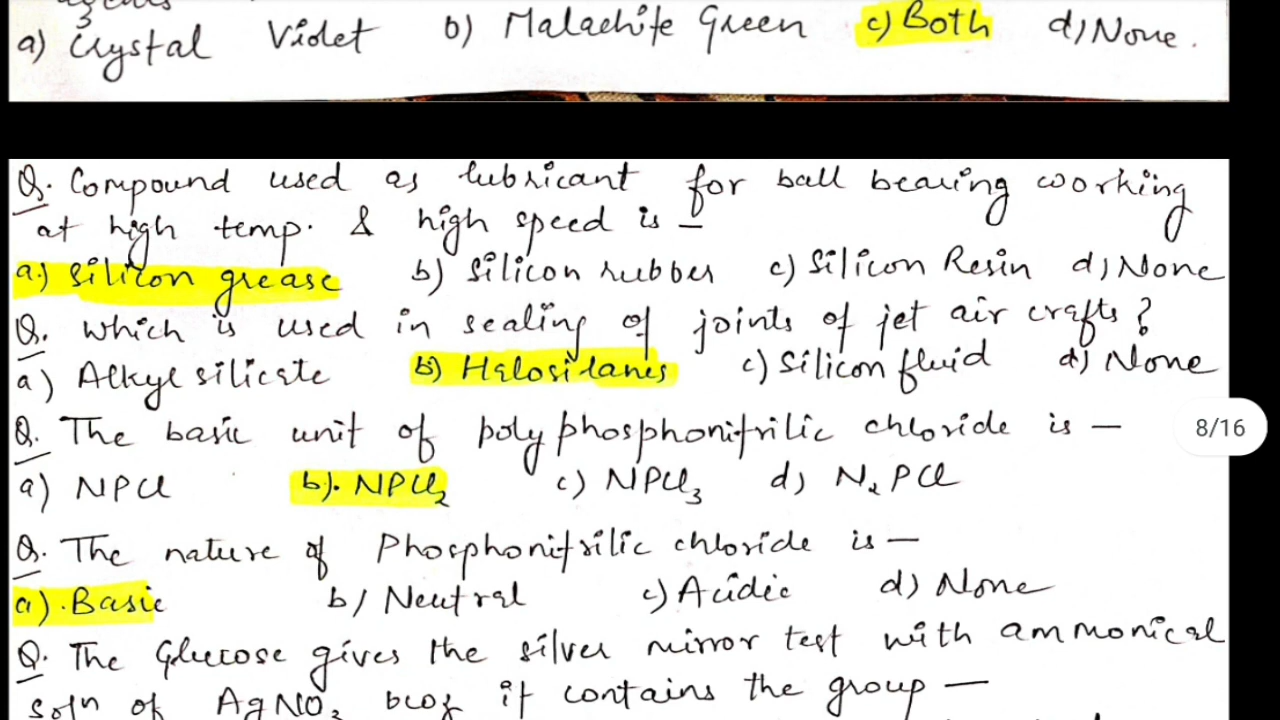 a) Crystal Violet b) Malachite Green c) Both d) None.
Q. Compound used as lubricant for ball bearing working
at high temp. & high speed is –
a.) Silicon grease b) Silicon rubber c) Silicon Resin d) None
Q. which is used in sealing of joints of jet air crafts?
a) Alkyl silicate b) Halosilanes c) Silicon fluid d) None
Q. The basic unit of polyphosphonitrilic chloride is –
a) NPCl b). NPCl₂ c) NPCl₃ d) N₂PCl
Q. The nature of Phosphonitrilic chloride is –
a). Basic b) Neutral c) Acidic d) None
Q. The Glucose gives the silver mirror test with ammonical
soln of AgNO₃ bcoz it contains the group –
8/16